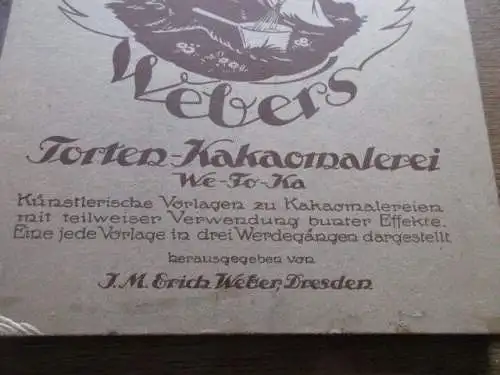 Webers
Torten-Kakaomalerei
We-To-Ka
Künstlerische Vorlagen zu Kakaomalereien
mit teilweiser Verwendung bunter Effekte.
Eine jede Vorlage in drei Werdegängen dargestellt
herausgegeben von
J.M. Erich Weber, Dresden